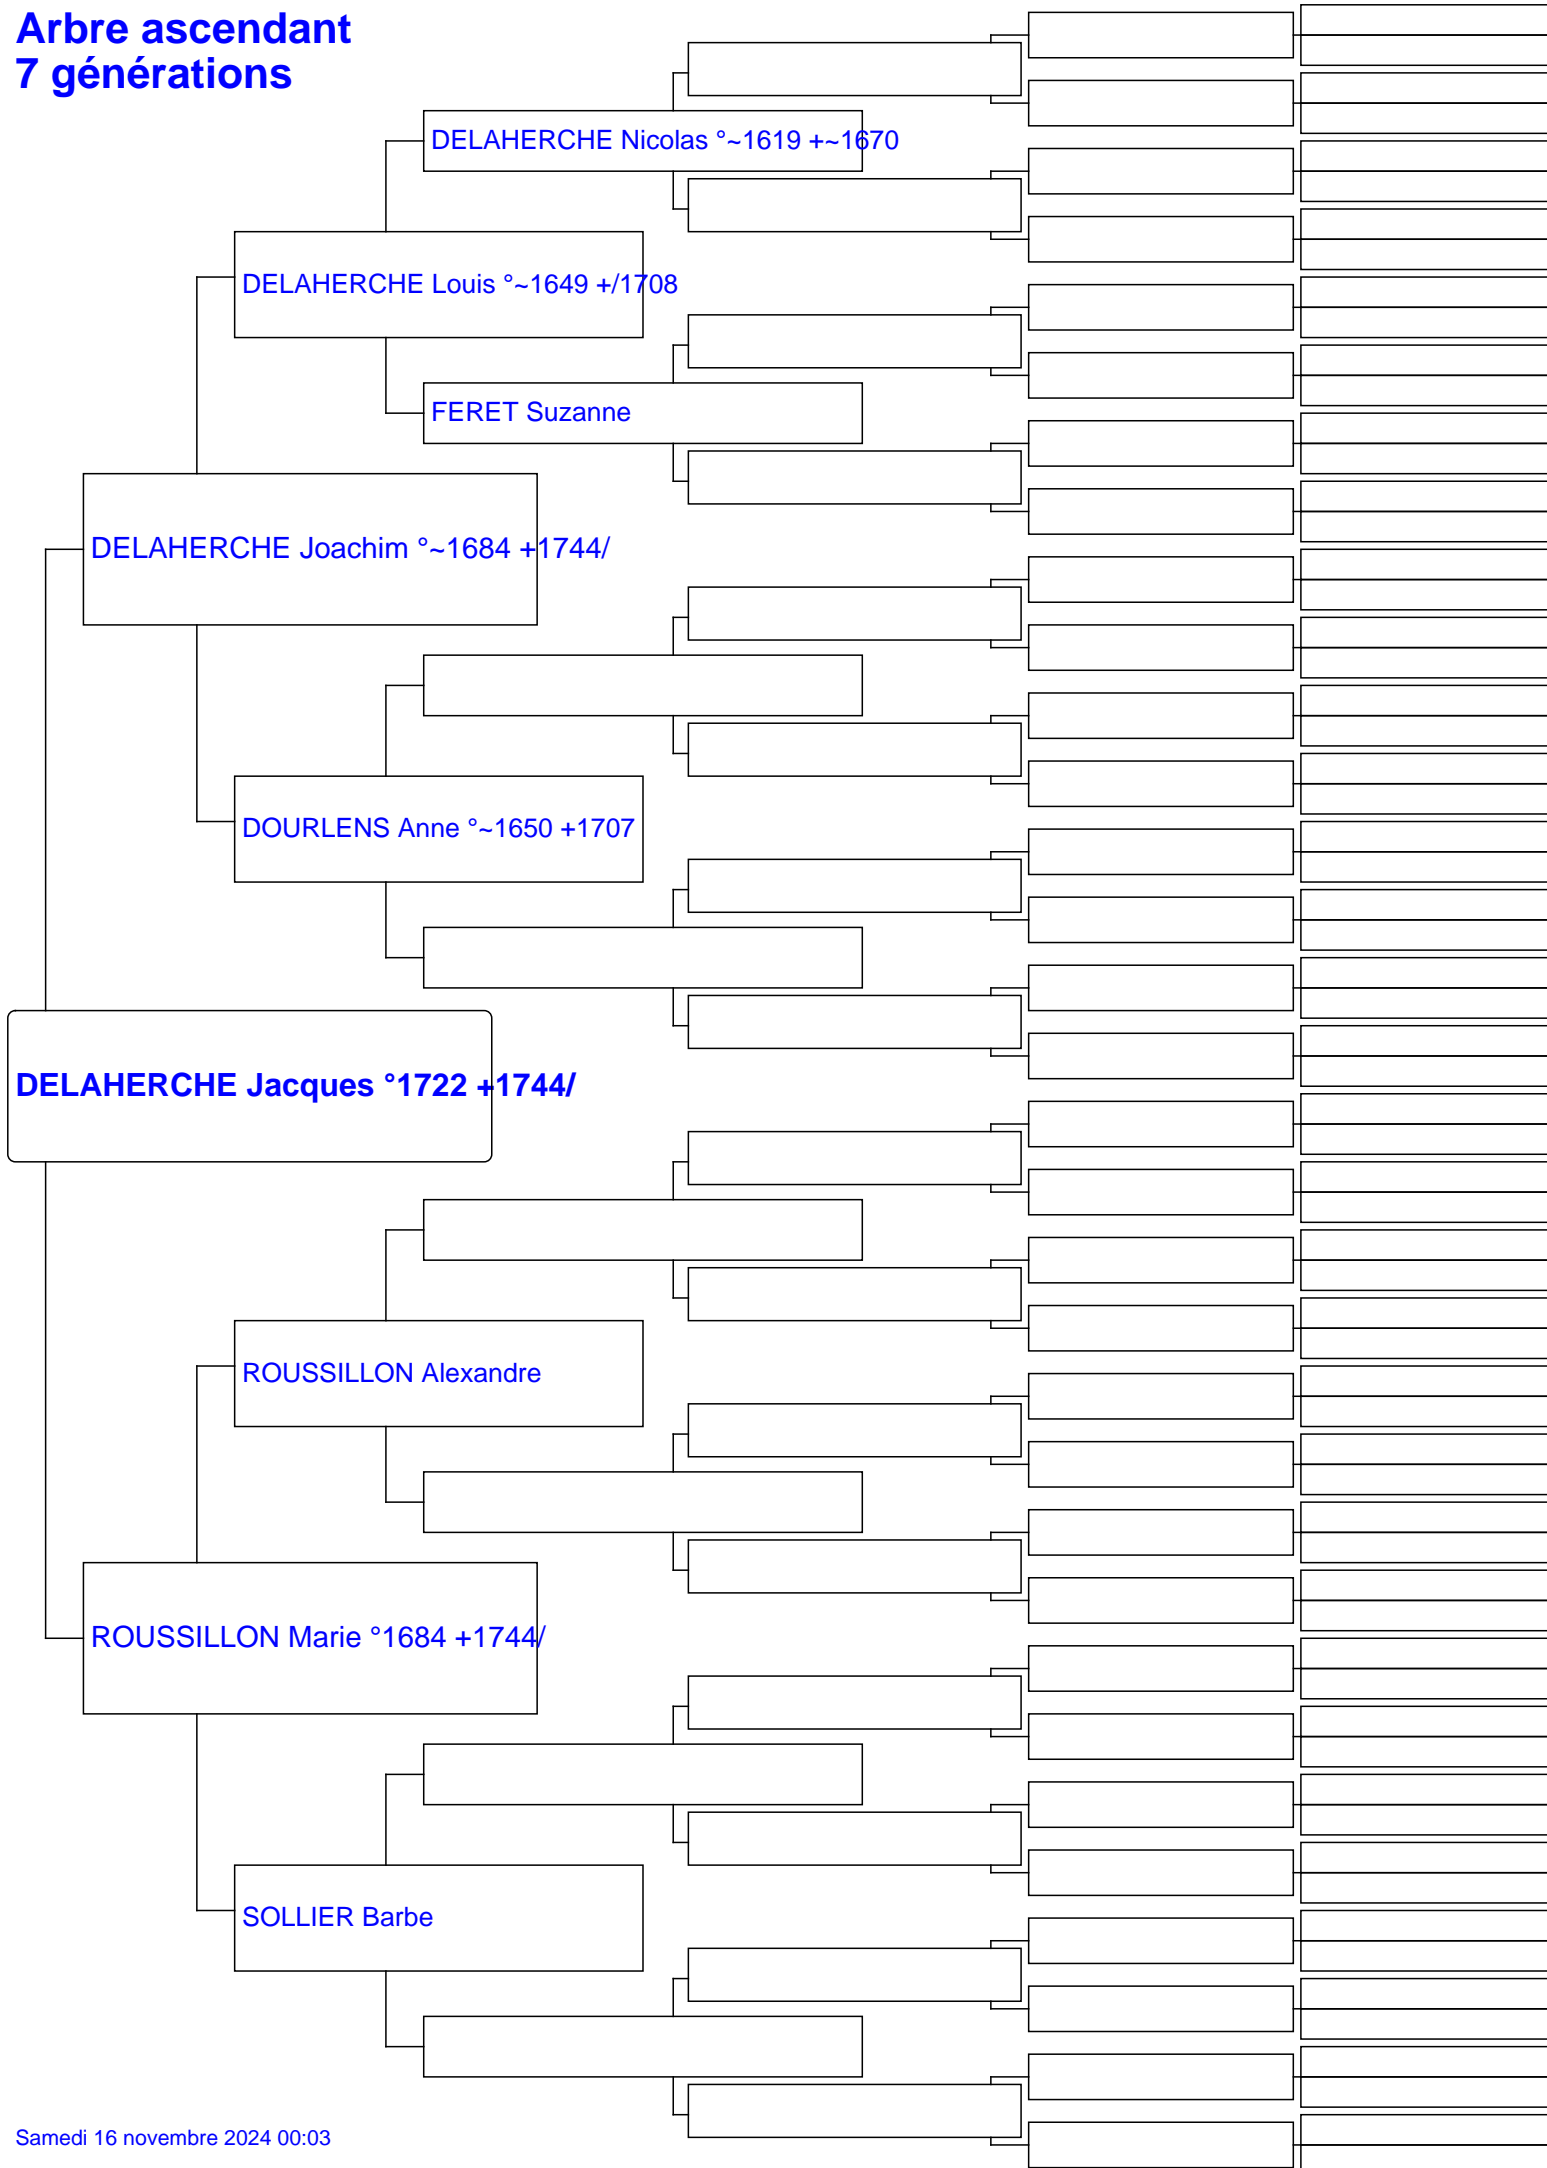 Arbre ascendant
7 générations
DELAHERCHE Nicolas °~1619 +~1670
DELAHERCHE Louis °~1649 +/1708
FERET Suzanne
DELAHERCHE Joachim °~1684 +1744/
DOURLENS Anne °~1650 +1707
DELAHERCHE Jacques °1722 +1744/
ROUSSILLON Alexandre
ROUSSILLON Marie °1684 +1744/
SOLLIER Barbe
Samedi 16 novembre 2024 00:03